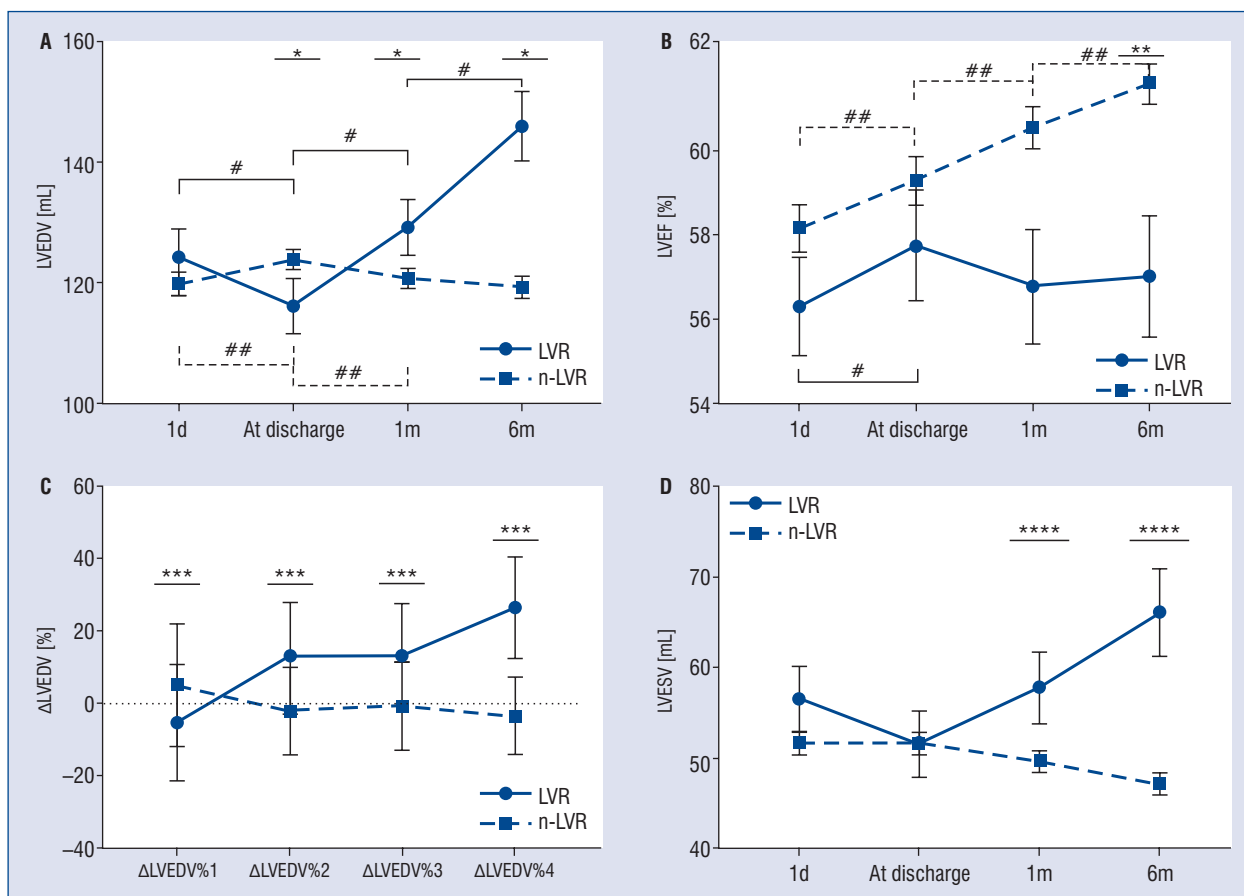 A
160
140
120
100
LVEDV [mL]
*
*
*
#
#
#
##
##
LVR
n-LVR
1d
At discharge
1m
6m
B
62
60
58
56
54
LVEF [%]
**
##
##
##
#
LVR
n-LVR
1d
At discharge
1m
6m
C
60
40
20
0
–20
–40
ΔLVEDV [%]
***
***
***
***
LVR
n-LVR
ΔLVEDV%1
ΔLVEDV%2
ΔLVEDV%3
ΔLVEDV%4
D
80
70
60
50
40
LVESV [mL]
LVR
n-LVR
****
****
1d
At discharge
1m
6m